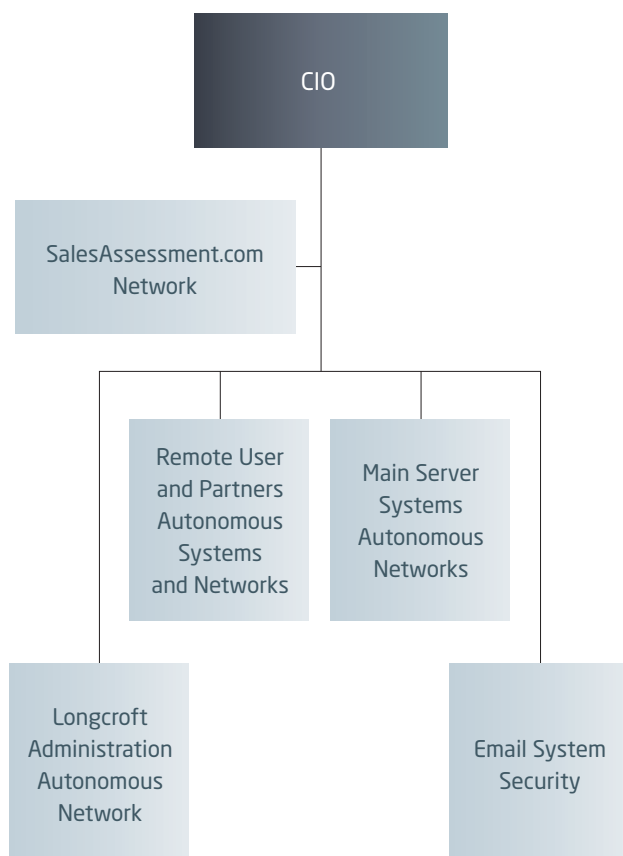 CIO
SalesAssessment.com
Network
Remote User
and Partners
Autonomous
Systems
and Networks
Main Server
Systems
Autonomous
Networks
Longcroft
Administration
Autonomous
Network
Email System
Security